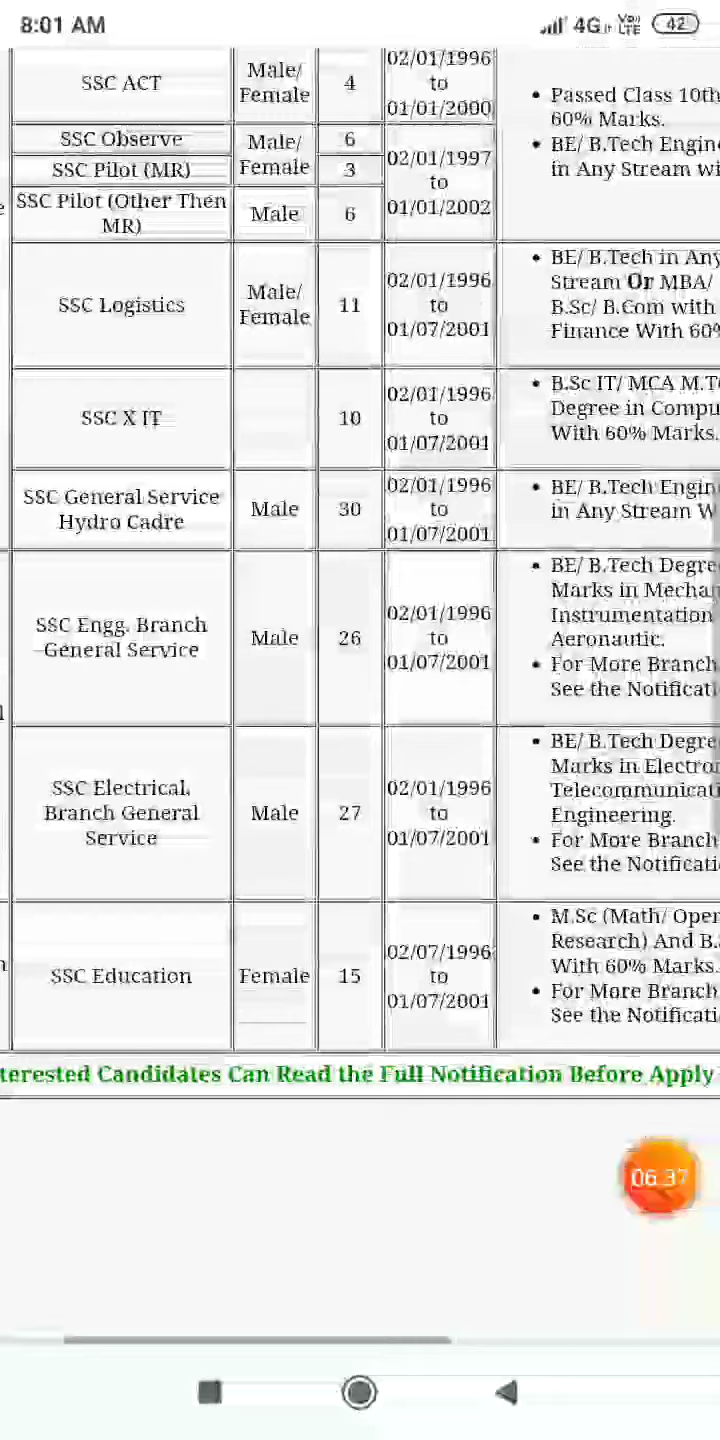 8:01 AM
4G Vo) LTE 42
SSC ACT
Male/
Female
4
02/01/1996
to
01/01/2000
• Passed Class 10th
60% Marks.
• BE/ B.Tech Engin
in Any Stream wi
SSC Observe
6
SSC Pilot (MR)
Male/
Female
3
02/01/1997
to
01/01/2002
SSC Pilot (Other Then
MR)
Male
6
SSC Logistics
Male/
Female
11
02/01/1996
to
01/07/2001
• BE/ B.Tech in Any
Stream Or MBA/
B.Sc/ B.Com with
Finance With 60%
SSC X IT
10
02/01/1996
to
01/07/2001
• B.Sc IT/ MCA M.T
Degree in Compu
With 60% Marks.
SSC General Service
Hydro Cadre
Male
30
02/01/1996
to
01/07/2001
• BE/ B.Tech Engin
in Any Stream W
SSC Engg. Branch
General Service
Male
26
02/01/1996
to
01/07/2001
• BE/ B.Tech Degre
Marks in Mechan
Instrumentation
Aeronautic.
• For More Branch
See the Notificati
SSC Electrical.
Branch General
Service
Male
27
02/01/1996
to
01/07/2001
• BE/ B.Tech Degre
Marks in Electron
Telecommunicati
Engineering.
• For More Branch
See the Notificati
SSC Education
Female
15
02/07/1996
to
01/07/2001
• M.Sc (Math/ Oper
Research) And B.
With 60% Marks.
• For More Branch
See the Notificati
terested Candidates Can Read the Full Notification Before Apply
06:37